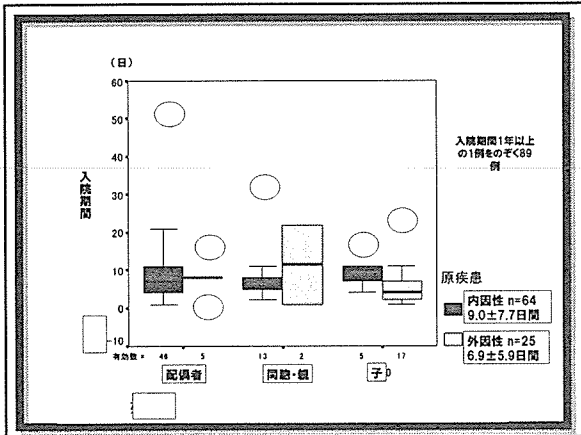 (日)
60
50
40
30
20
10
0
-10
入院期間
入院期間1年以上
の1例をのぞく89
例
原疾患
内因性 n=64
9.0±7.7日間
外因性 n=25
6.9±5.9日間
有効数 =
46
5
13
2
5
17
配偶者
同胞・親
子